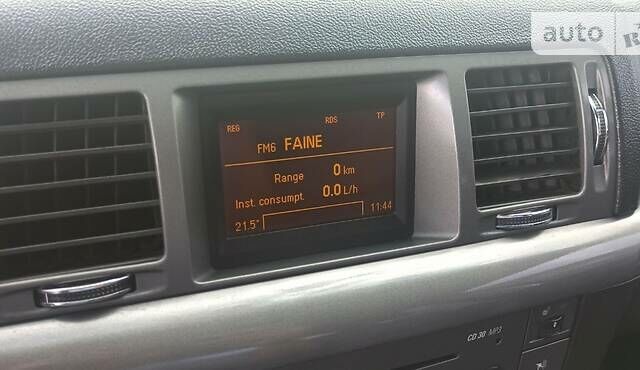 auto
REG RDS TP
FM6 FAINE
Range 0 km
Inst. consumpt. 0.0 L/h
21.5° 11:44
CD 30 MP3